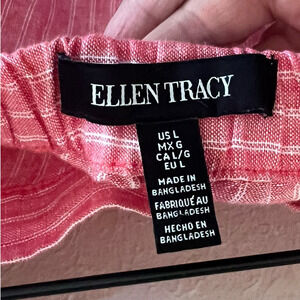 ELLEN TRACY
US L
MX G
CAL/G
EU L
MADE IN
BANGLADESH
FABRIQUÉ AU
BANGLADESH
HECHO EN
BANGLADESH